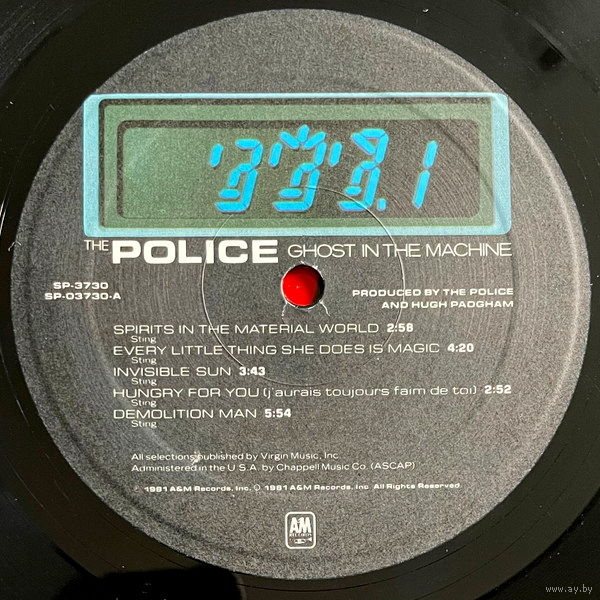 THE POLICE GHOST IN THE MACHINE
SP-3730
SP-03730-A
PRODUCED BY THE POLICE
AND HUGH PADGHAM
SPIRITS IN THE MATERIAL WORLD 2:58
Sting
EVERY LITTLE THING SHE DOES IS MAGIC 4:20
Sting
INVISIBLE SUN 3:43
Sting
HUNGRY FOR YOU (j'aurais toujours faim de toi) 2:52
Sting
DEMOLITION MAN 5:54
Sting
All selections published by Virgin Music, Inc.
Administered in the U.S.A. by Chappell Music Co. (ASCAP)
℗ 1981 A&M Records, Inc. © 1981 A&M Records, Inc. All Rights Reserved
A&M
RECORDS
www.ay.by